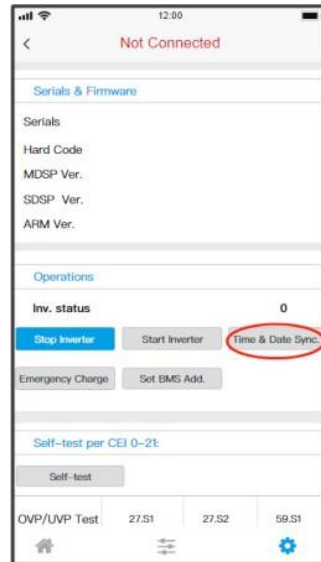 12:00
Not Connected
Serials & Firmware
Serials
Hard Code
MDSP Ver.
SDSP Ver.
ARM Ver.
Operations
Inv. status 0
Stop Inverter Start Inverter Time & Date Sync.
Emergency Charge Set BMS Add.
Self-test per CEI 0-21:
Self-test
OVP/UVP Test 27.S1 27.S2 59.S1